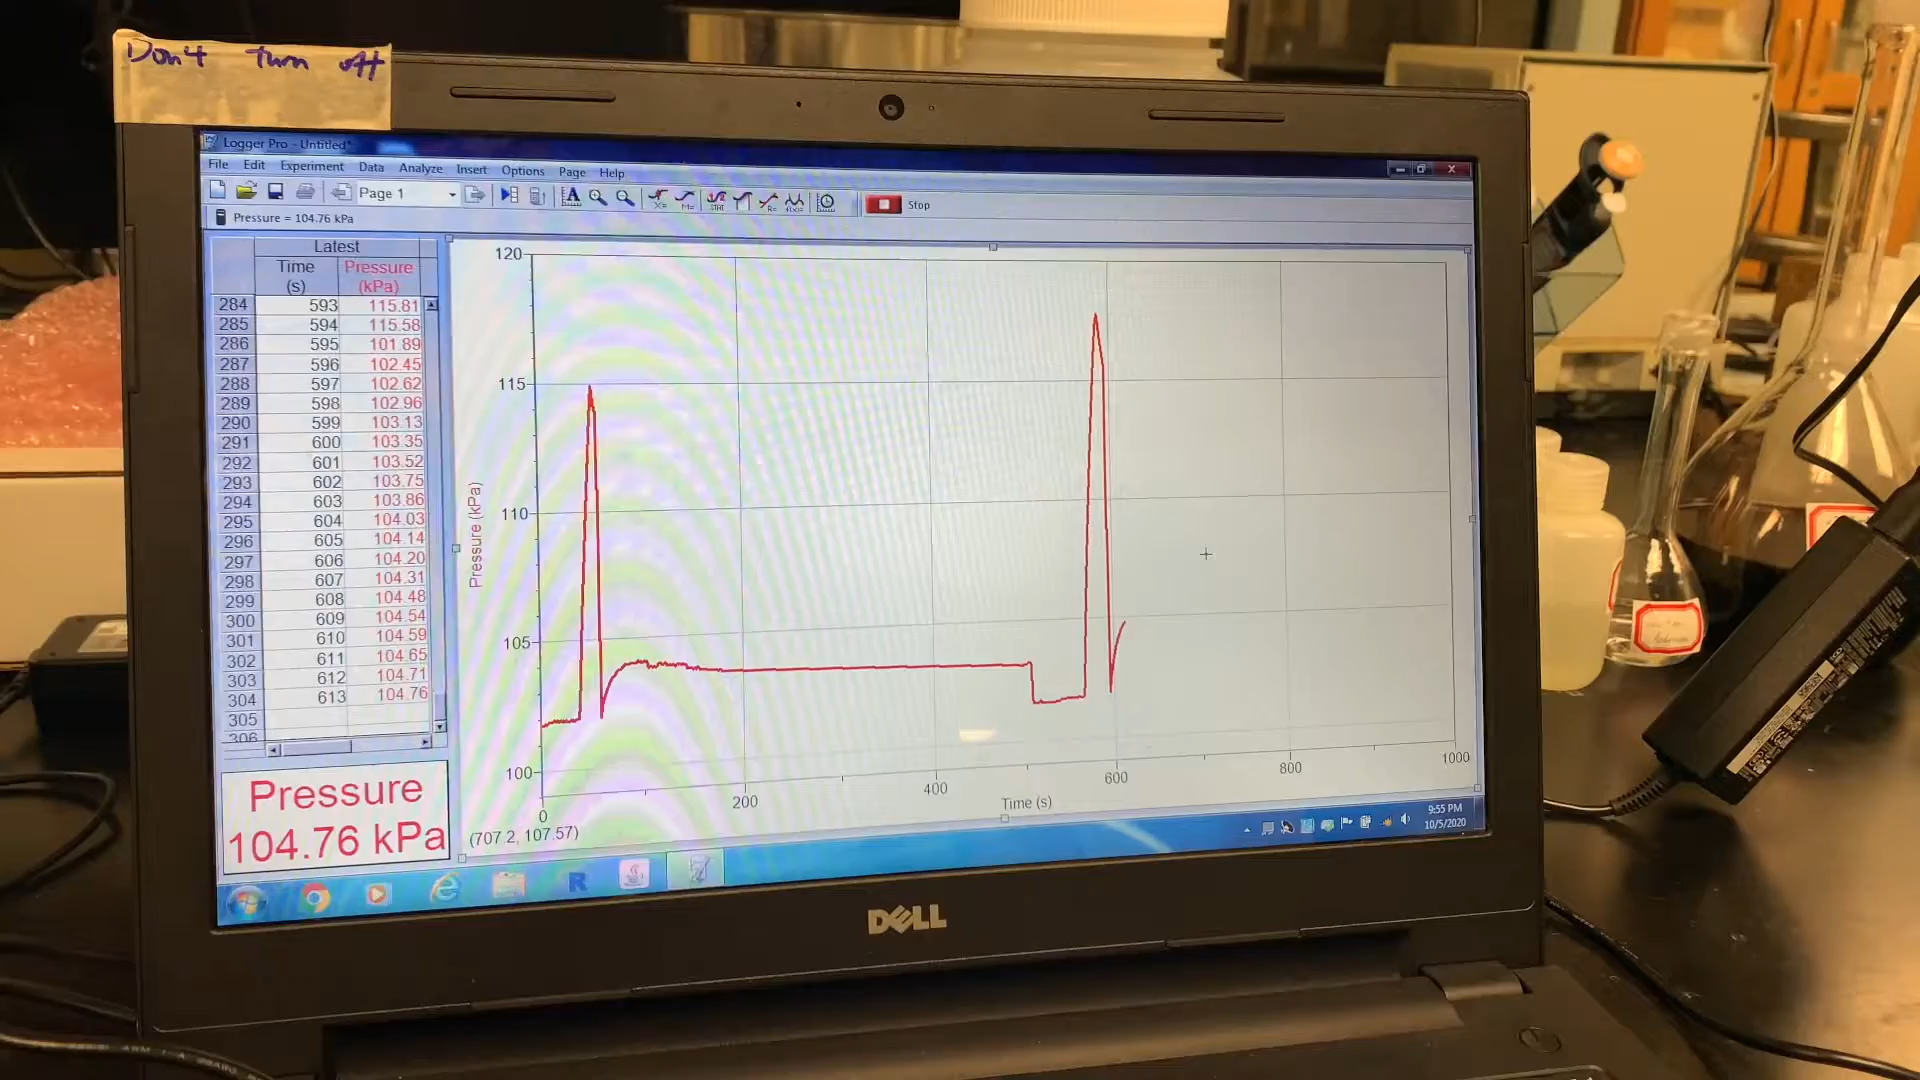 Don't turn off
Logger Pro - Untitled*
File Edit Experiment Data Analyze Insert Options Page Help
Page 1
Stop
Pressure = 104.76 kPa
Latest
Time (s) Pressure (kPa)
284 593 115.81
285 594 115.58
286 595 101.89
287 596 102.45
288 597 102.62
289 598 102.96
290 599 103.13
291 600 103.35
292 601 103.52
293 602 103.75
294 603 103.86
295 604 104.03
296 605 104.14
297 606 104.20
298 607 104.31
299 608 104.48
300 609 104.54
301 610 104.59
302 611 104.65
303 612 104.71
304 613 104.76
305
306
Pressure
104.76 kPa
120
115
110
105
100
Pressure (kPa)
0 200 400 600 800 1000
Time (s)
(707.2, 107.57)
9:55 PM
10/5/2020
DELL